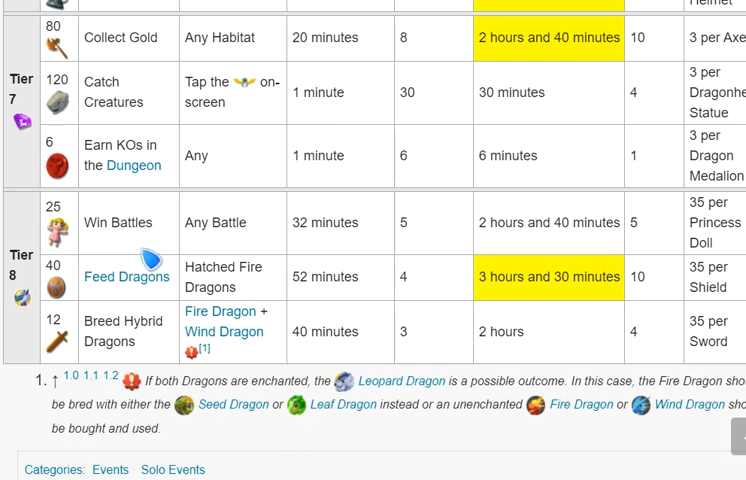 Helmet
80
Collect Gold
Any Habitat
20 minutes
8
2 hours and 40 minutes
10
3 per Axe
Tier
7
120
Catch
Creatures
Tap the on-
screen
1 minute
30
30 minutes
4
3 per
Dragonhe
Statue
6
Earn KOs in
the Dungeon
Any
1 minute
6
6 minutes
1
3 per
Dragon
Medalion
Tier
8
25
Win Battles
Any Battle
32 minutes
5
2 hours and 40 minutes
5
35 per
Princess
Doll
40
Feed Dragons
Hatched Fire
Dragons
52 minutes
4
3 hours and 30 minutes
10
35 per
Shield
12
Breed Hybrid
Dragons
Fire Dragon +
Wind Dragon
[1]
40 minutes
3
2 hours
4
35 per
Sword
1. ↑ 1.0 1.1 1.2 If both Dragons are enchanted, the Leopard Dragon is a possible outcome. In this case, the Fire Dragon shou
be bred with either the Seed Dragon or Leaf Dragon instead or an unenchanted Fire Dragon or Wind Dragon sho
be bought and used.
Categories: Events Solo Events